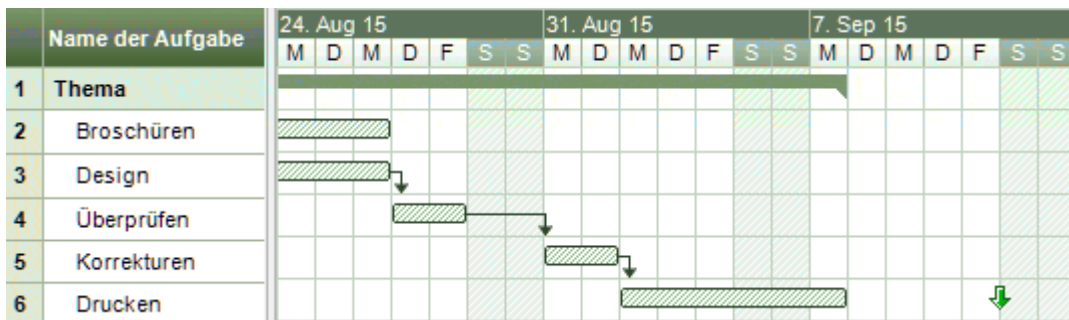 Name der Aufgabe
24. Aug 15 31. Aug 15 7. Sep 15
M D M D F S S M D M D F S S M D M D F S S
1 Thema
2 Broschüren
3 Design
4 Überprüfen
5 Korrekturen
6 Drucken